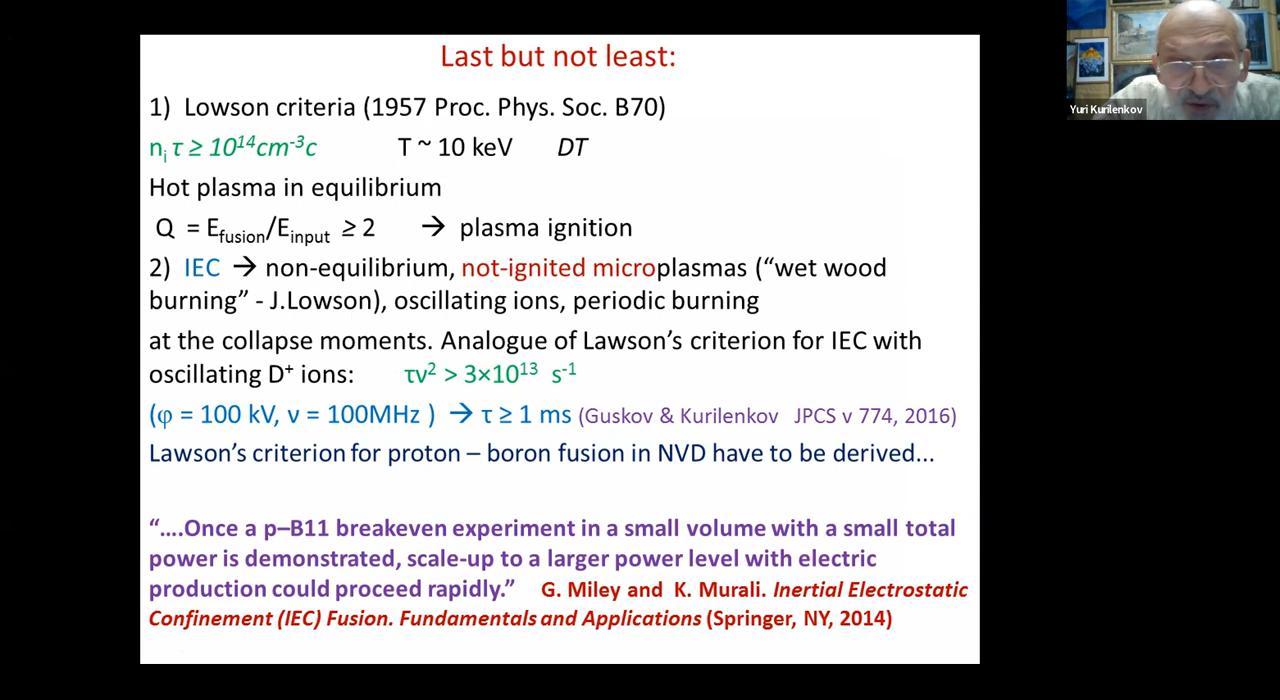 Last but not least:
1) Lowson criteria (1957 Proc. Phys. Soc. B70)
nᵢ τ ≥ 10¹⁴cm⁻³c T ~ 10 keV DT
Hot plasma in equilibrium
Q = E_fusion/E_input ≥ 2 → plasma ignition
2) IEC → non-equilibrium, not-ignited microplasmas (“wet wood
burning” - J.Lowson), oscillating ions, periodic burning
at the collapse moments. Analogue of Lawson’s criterion for IEC with
oscillating D⁺ ions: τν² > 3×10¹³ s⁻¹
(φ = 100 kV, ν = 100MHz ) → τ ≥ 1 ms (Guskov & Kurilenkov JPCS v 774, 2016)
Lawson’s criterion for proton – boron fusion in NVD have to be derived...
“....Once a p–B11 breakeven experiment in a small volume with a small total
power is demonstrated, scale-up to a larger power level with electric
production could proceed rapidly.” G. Miley and K. Murali. Inertial Electrostatic
Confinement (IEC) Fusion. Fundamentals and Applications (Springer, NY, 2014)
Yuri Kurilenkov